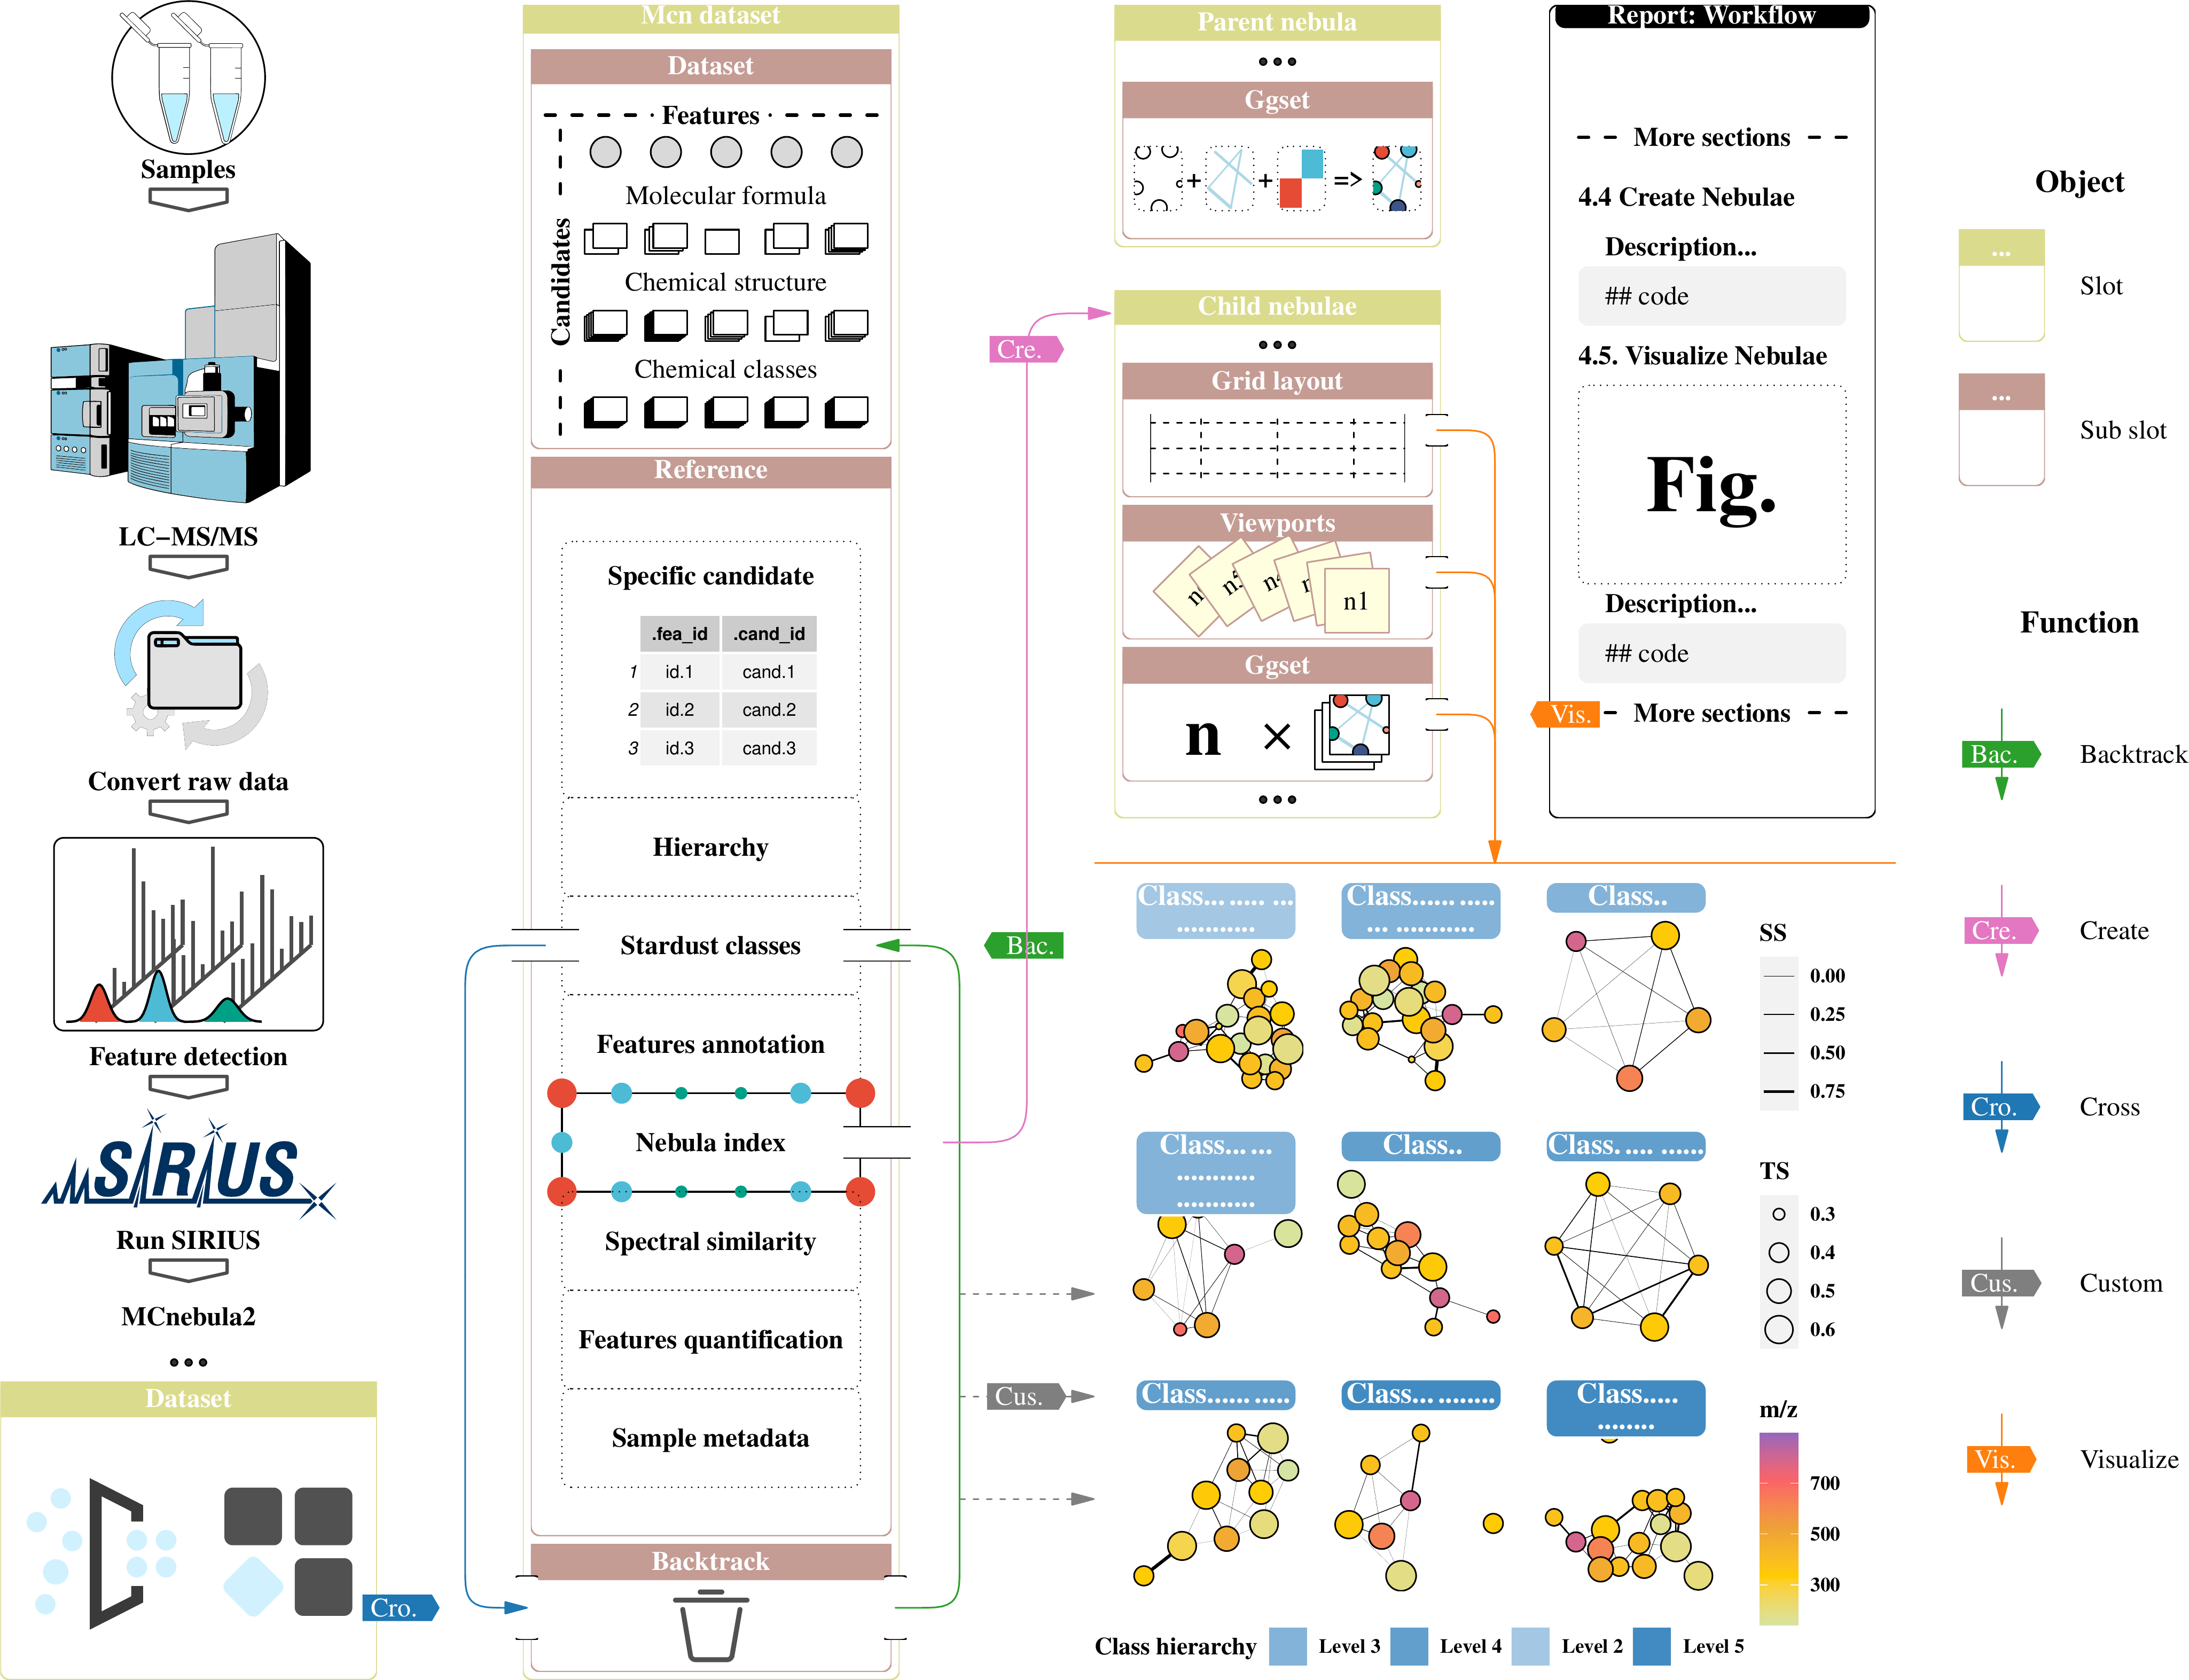 Samples
LC−MS/MS
Convert raw data
Feature detection
SIRIUS
Run SIRIUS
MCnebula2
Dataset
Cro.
Mcn dataset
Dataset
Features
Candidates
Molecular formula
Chemical structure
Chemical classes
Reference
Specific candidate
.fea_id .cand_id
1 id.1 cand.1
2 id.2 cand.2
3 id.3 cand.3
Hierarchy
Stardust classes
Features annotation
Nebula index
Spectral similarity
Features quantification
Sample metadata
Backtrack
Cre.
Bac.
Cus.
Parent nebula
Ggset
+ + =>
Child nebulae
Grid layout
Viewports
n1
Ggset
n ×
Report: Workflow
More sections
4.4 Create Nebulae
Description...
## code
4.5. Visualize Nebulae
Fig.
Description...
## code
Vis.
More sections
Class... ..... ...
...........
Class...... .....
... ...........
Class..
Class... ...
...........
...........
Class..
Class. .... ......
Class...... .....
Class... ........
Class.....
........
SS
0.00
0.25
0.50
0.75
TS
0.3
0.4
0.5
0.6
m/z
700
500
300
Class hierarchy Level 3 Level 4 Level 2 Level 5
Object
...
Slot
...
Sub slot
Function
Bac. Backtrack
Cre. Create
Cro. Cross
Cus. Custom
Vis. Visualize